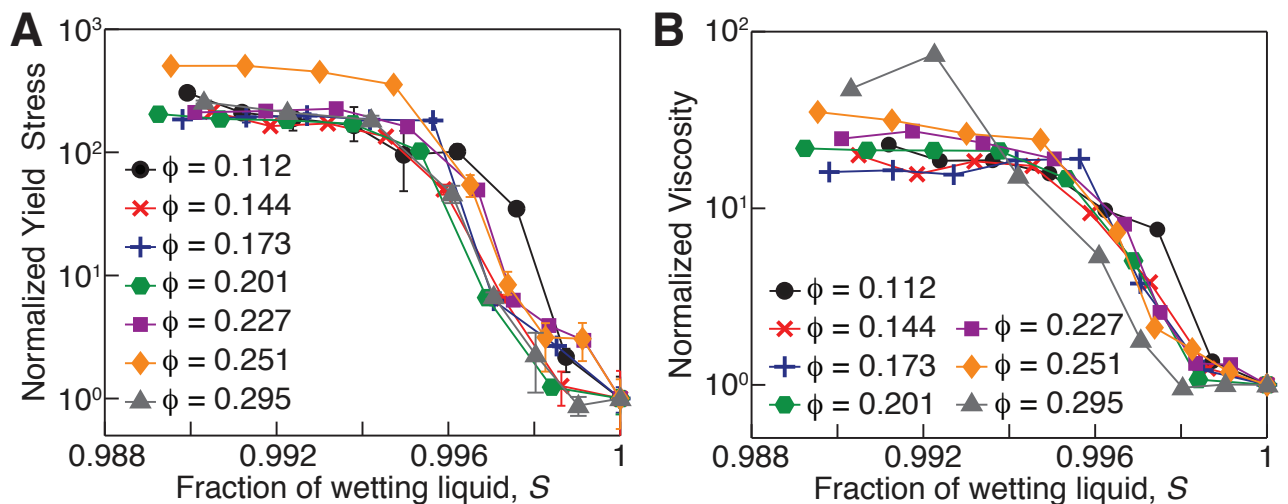 A
Normalized Yield Stress
10³
10²
10¹
10⁰
ϕ = 0.112
ϕ = 0.144
ϕ = 0.173
ϕ = 0.201
ϕ = 0.227
ϕ = 0.251
ϕ = 0.295
0.988
0.992
0.996
1
Fraction of wetting liquid, S
B
Normalized Viscosity
10²
10¹
10⁰
ϕ = 0.112
ϕ = 0.144
ϕ = 0.173
ϕ = 0.201
ϕ = 0.227
ϕ = 0.251
ϕ = 0.295
0.988
0.992
0.996
1
Fraction of wetting liquid, S